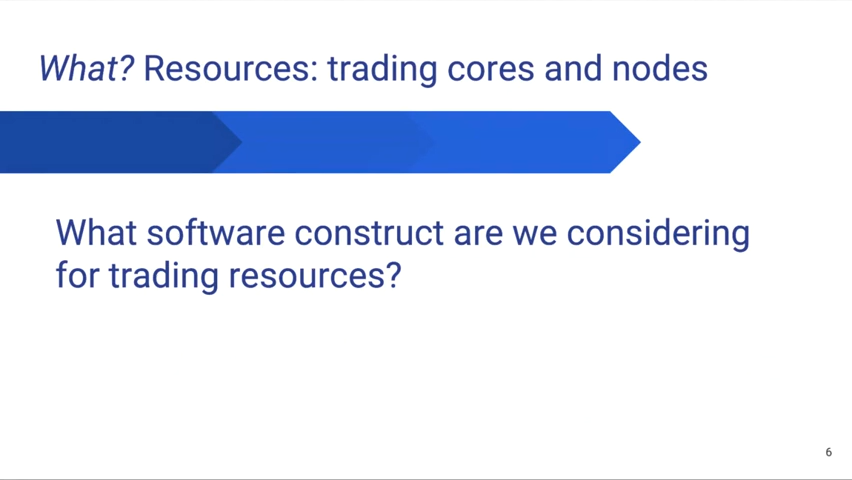 What? Resources: trading cores and nodes
What software construct are we considering
for trading resources?
6